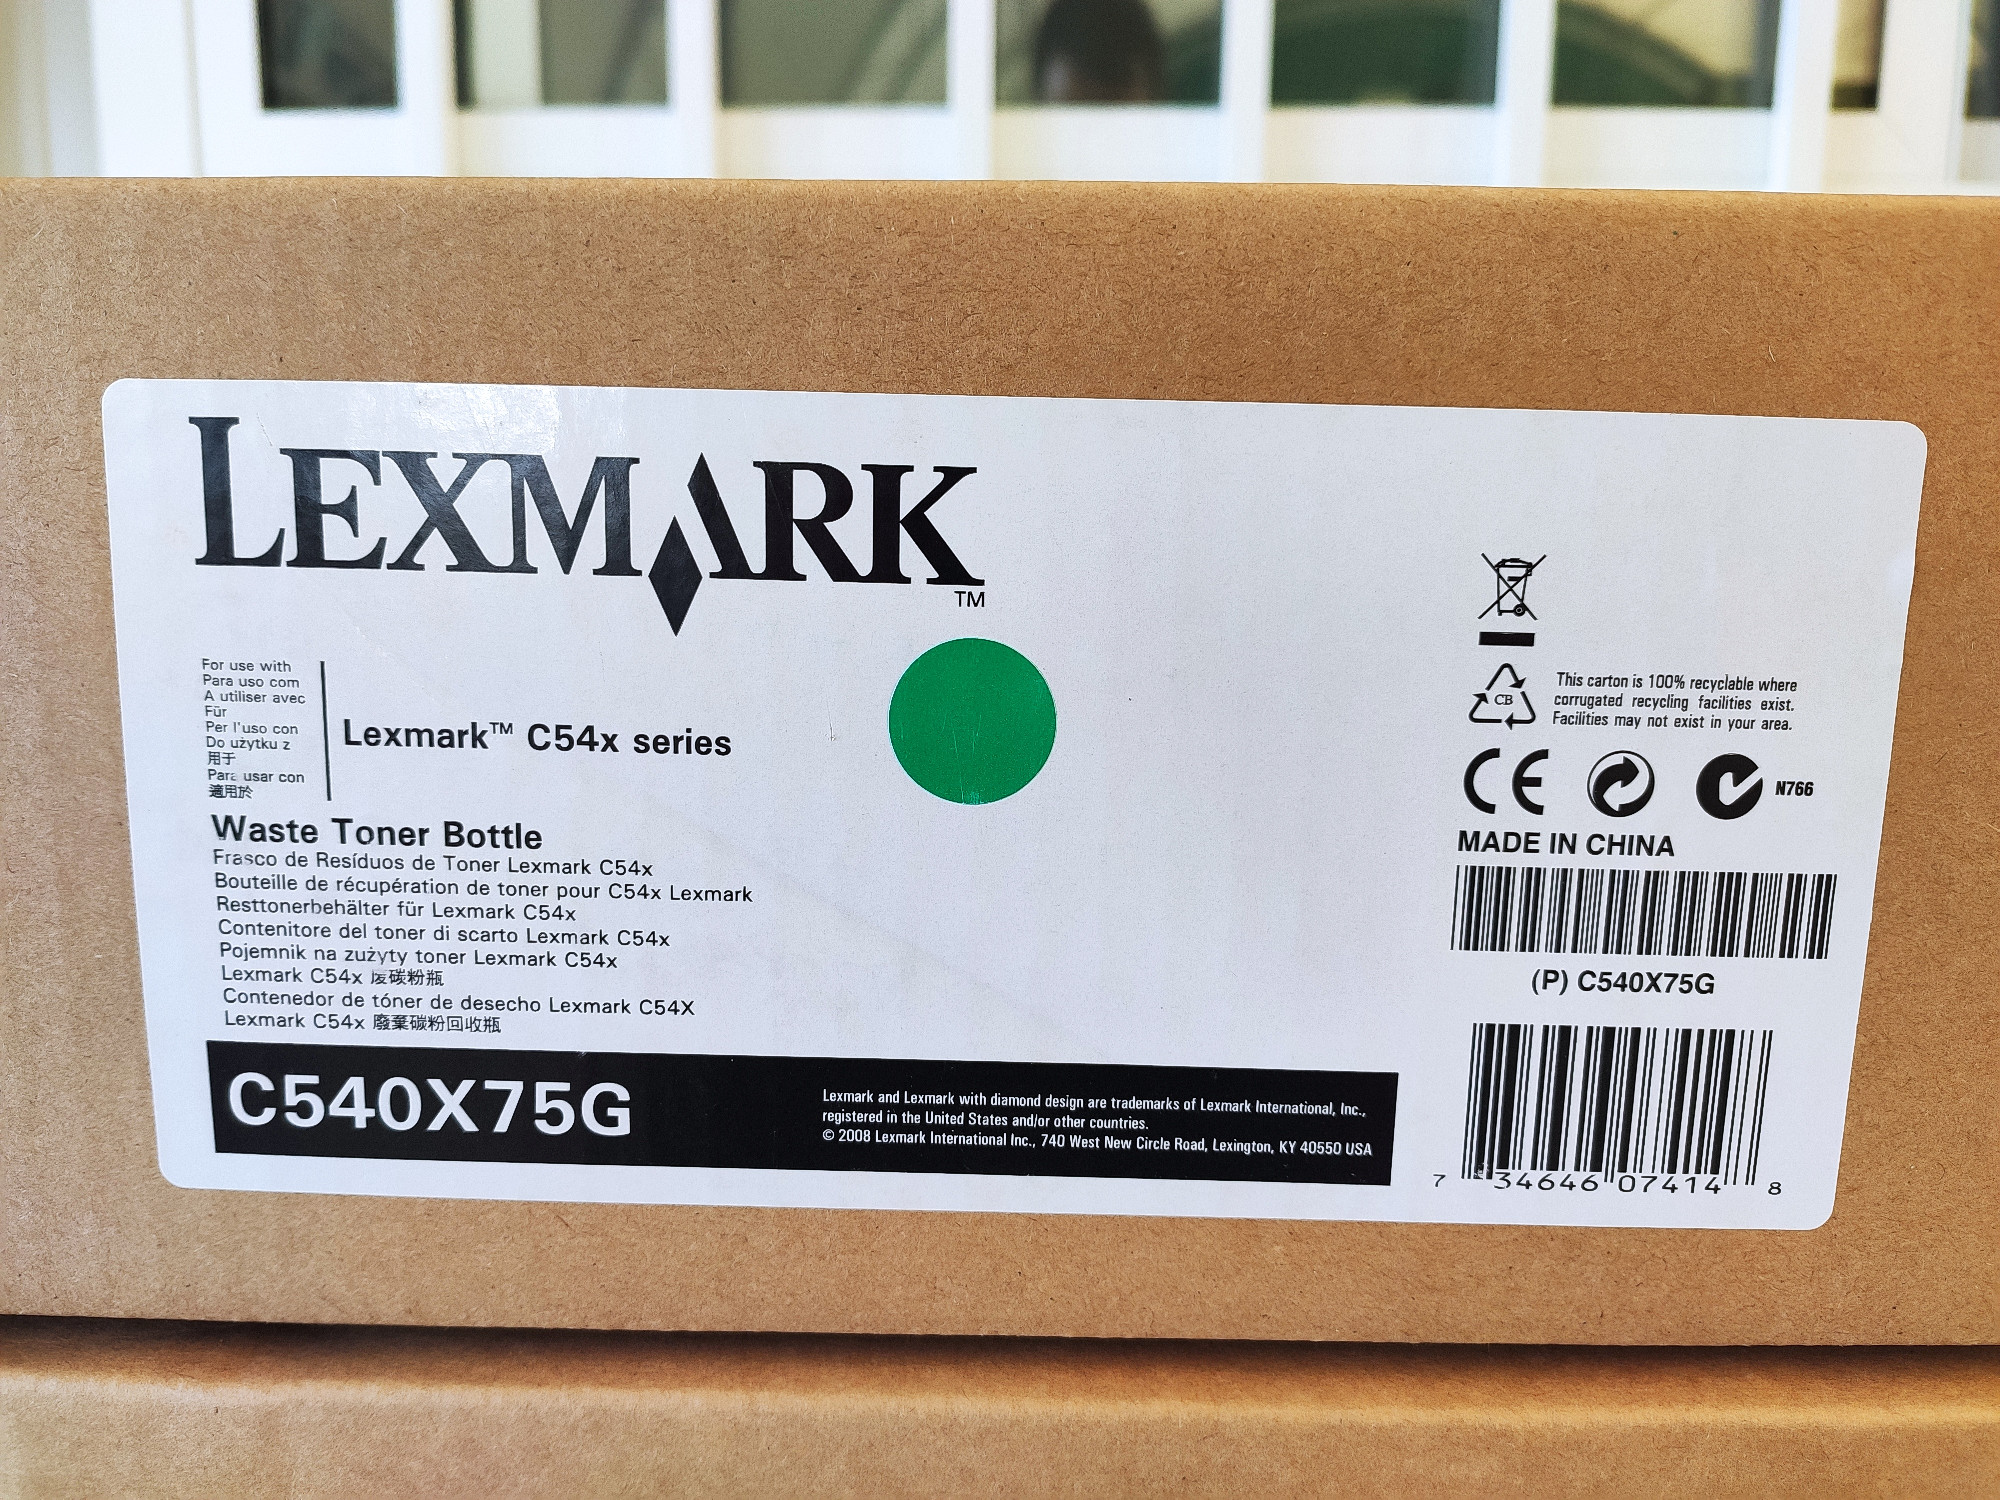 LEXMARK
TM
For use with
Para uso com
A utiliser avec
Für
Per l'uso con
Do użytku z
用于
Para usar con
適用於
Lexmark™ C54x series
Waste Toner Bottle
Frasco de Resíduos de Toner Lexmark C54x
Bouteille de récupération de toner pour C54x Lexmark
Resttonerbehälter für Lexmark C54x
Contenitore del toner di scarto Lexmark C54x
Pojemnik na zużyty toner Lexmark C54x
Lexmark C54x 废碳粉瓶
Contenedor de tóner de desecho Lexmark C54X
Lexmark C54x 廢棄碳粉回收瓶
C540X75G
Lexmark and Lexmark with diamond design are trademarks of Lexmark International, Inc.,
registered in the United States and/or other countries.
© 2008 Lexmark International Inc., 740 West New Circle Road, Lexington, KY 40550 USA
CB
This carton is 100% recyclable where
corrugated recycling facilities exist.
Facilities may not exist in your area.
CE
N766
MADE IN CHINA
(P) C540X75G
7 34646 07414 8